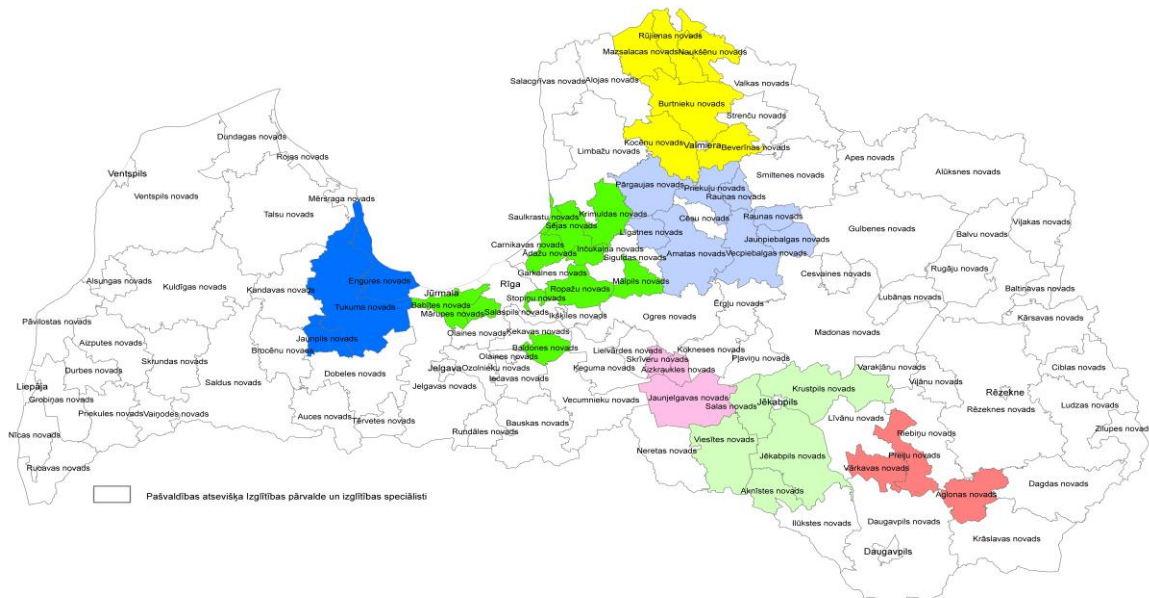 Rūjienas novads
Mazsalacas novads
Naukšēnu novads
Salacgrīvas novads
Alojas novads
Valkas novads
Burtnieku novads
Strenču novads
Dundagas novads
Kocēnu novads
Valmiera
Beverīnas novads
Rojas novads
Limbažu novads
Apes novads
Ventspils
Smiltenes novads
Alūksnes novads
Pārgaujas novads
Priekuļu novads
Ventspils novads
Raunas novads
Mērsraga novads
Talsu novads
Saulkrastu novads
Krimuldas novads
Cēsu novads
Raunas novads
Viļakas novads
Sējas novads
Līgatnes novads
Gulbenes novads
Balvu novads
Carnikavas novads
Inčukalna novads
Jaunpiebalgas novads
Ādažu novads
Siguldas novads
Amatas novads
Vecpiebalgas novads
Garkalnes novads
Cesvaines novads
Rugāju novads
Alsungas novads
Kuldīgas novads
Kandavas novads
Engures novads
Rīga
Mālpils novads
Baltinavas novads
Jūrmala
Ropažu novads
Pāvilostas novads
Tukuma novads
Babītes novads
Stopiņu novads
Ērgļu novads
Lubānas novads
Mārupes novads
Salaspils novads
Ikšķiles novads
Ogres novads
Kārsavas novads
Olaines novads
Ķekavas novads
Madonas novads
Aizputes novads
Jaunpils novads
Brocēnu novads
Baldones novads
Lielvārdes novads
Kokneses novads
Olaines novads
Skrīveru novads
Pļaviņu novads
Skrundas novads
Durbes novads
Jelgava
Ozolnieku novads
Ķeguma novads
Aizkraukles novads
Varakļānu novads
Ciblas novads
Dobeles novads
Iecavas novads
Viļānu novads
Liepāja
Saldus novads
Jelgavas novads
Krustpils novads
Rēzekne
Grobiņas novads
Vecumnieku novads
Jaunjelgavas novads
Jēkabpils
Salas novads
Rēzeknes novads
Ludzas novads
Priekules novads
Vaiņodes novads
Auces novads
Tērvetes novads
Bauskas novads
Līvānu novads
Zilupes novads
Rundāles novads
Riebiņu novads
Nīcas novads
Viesītes novads
Neretas novads
Jēkabpils novads
Preiļu novads
Rucavas novads
Vārkavas novads
Dagdas novads
Aknīstes novads
Aglonas novads
Pašvaldības atsevišķa Izglītības pārvalde un izglītības speciālisti
Ilūkstes novads
Daugavpils novads
Krāslavas novads
Daugavpils